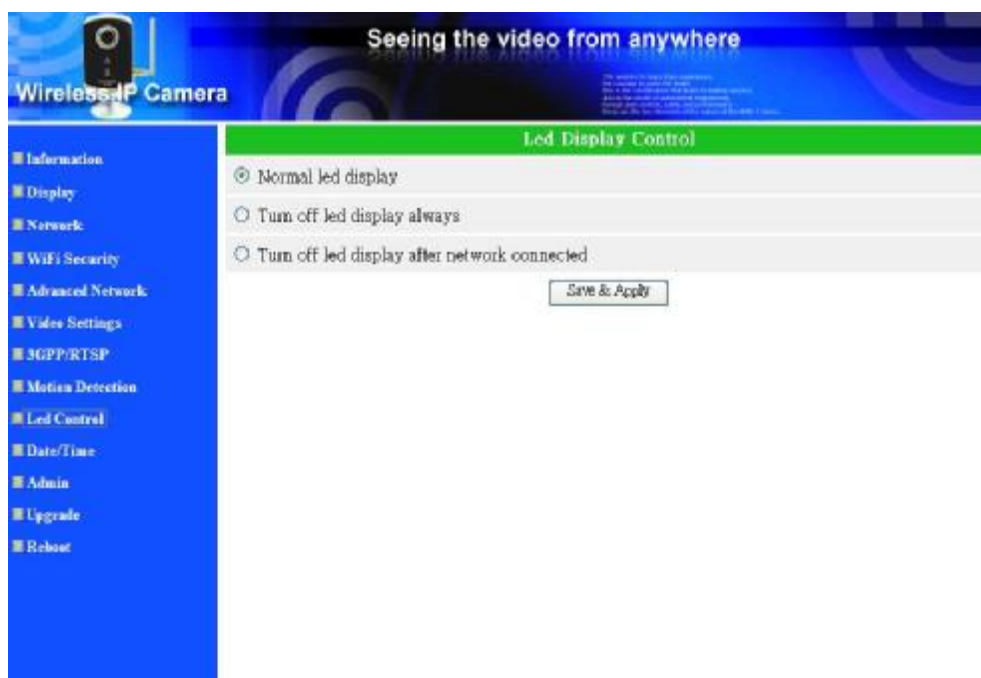 Seeing the video from anywhere
Wireless IP Camera
Information
Display
Network
WiFi Security
Advanced Network
Video Settings
3GPP/RTSP
Motion Detection
Led Control
Date/Time
Admin
Upgrade
Reboot
Led Display Control
Normal led display
Turn off led display always
Turn off led display after network connected
Save & Apply